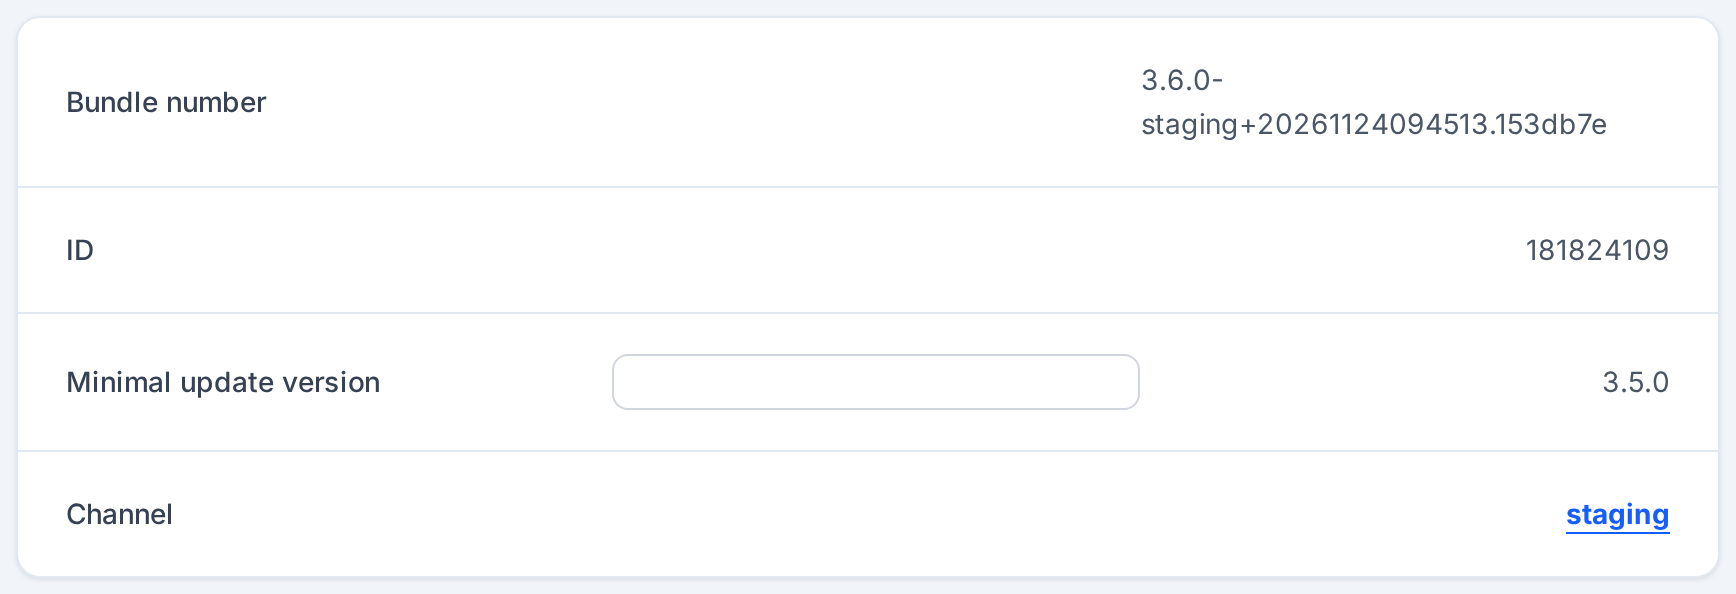 Bundle number
3.6.0-
staging+20261124094513.153db7e
ID
181824109
Minimal update version
3.5.0
Channel
staging